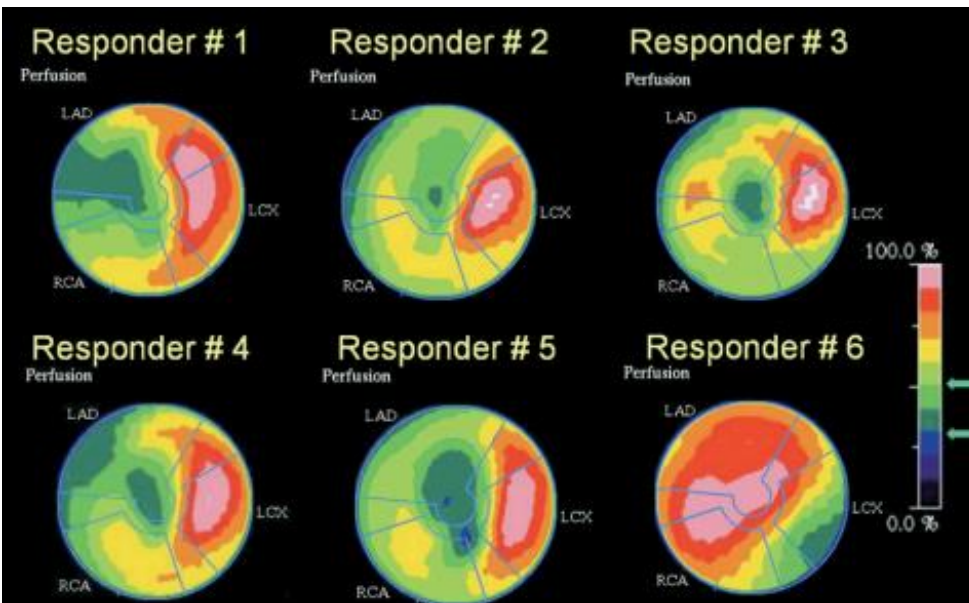 Responder # 1
Perfusion
LAD
LCX
RCA
Responder # 2
Perfusion
LAD
LCX
RCA
Responder # 3
Perfusion
LAD
LCX
RCA
100.0 %
0.0 %
Responder # 4
Perfusion
LAD
LCX
RCA
Responder # 5
Perfusion
LAD
LCX
RCA
Responder # 6
Perfusion
LAD
LCX
RCA